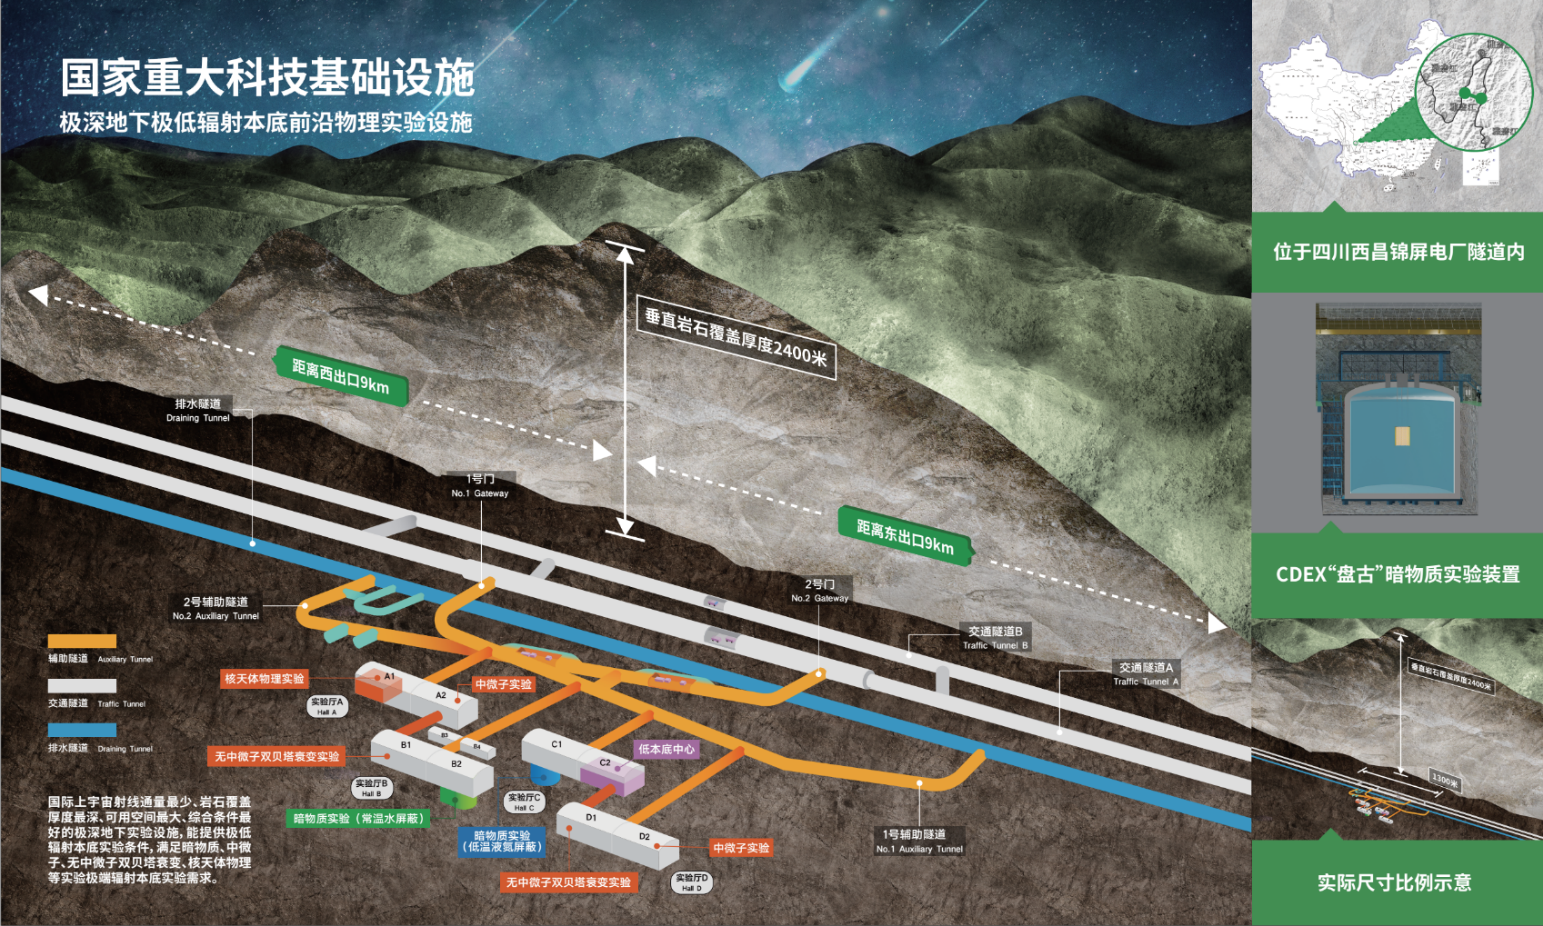 国家重大科技基础设施
极深地下极低辐射本底前沿物理实验设施
垂直岩石覆盖厚度2400米
距离西出口9km
排水隧道
Draining Tunnel
1号门
No.1 Gateway
距离东出口9km
2号门
No.2 Gateway
2号辅助隧道
No.2 Auxiliary Tunnel
交通隧道B
Traffic Tunnel B
交通隧道A
Traffic Tunnel A
辅助隧道 Auxiliary Tunnel
交通隧道 Traffic Tunnel
排水隧道 Draining Tunnel
核天体物理实验
A1
A2
中微子实验
实验厅A
Hall A
无中微子双贝塔衰变实验
B1
B2
B3
B4
实验厅B
Hall B
暗物质实验（常温水屏蔽）
C1
C2
低本底中心
实验厅C
Hall C
暗物质实验
（低温液氮屏蔽）
D1
D2
中微子实验
无中微子双贝塔衰变实验
实验厅D
Hall D
1号辅助隧道
No.1 Auxiliary Tunnel
国际上宇宙射线通量最少、岩石覆盖
厚度最深、可用空间最大、综合条件最
好的极深地下实验设施，能提供极低
辐射本底实验条件，满足暗物质、中微
子、无中微子双贝塔衰变、核天体物理
等实验极端辐射本底实验需求。
位于四川西昌锦屏电厂隧道内
CDEX“盘古”暗物质实验装置
垂直岩石覆盖厚度2400米
1300米
实际尺寸比例示意